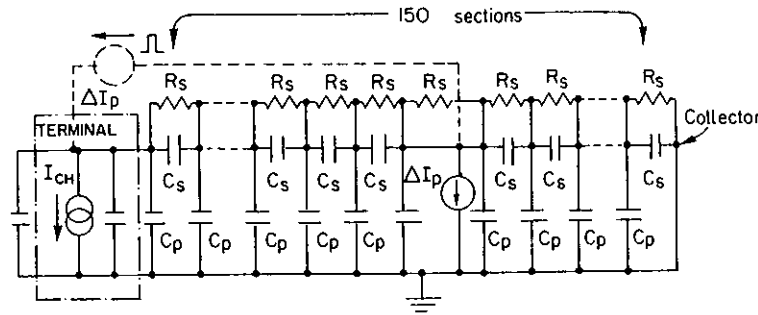 150 sections
ΔIp
Rs Rs Rs Rs Rs Rs Rs Rs
TERMINAL
Collector
ICH
Cs Cs Cs Cs ΔIp Cs Cs Cs
Cp Cp Cp Cp Cp Cp Cp Cp Cp